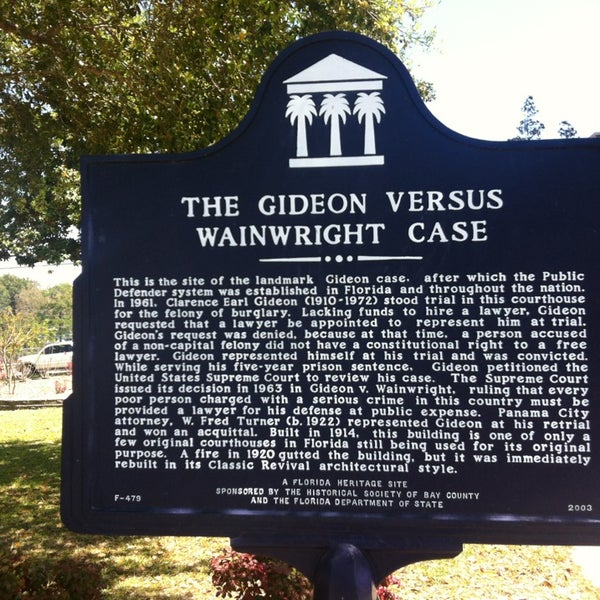 THE GIDEON VERSUS
WAINWRIGHT CASE
This is the site of the landmark Gideon case, after which the Public
Defender system was established in Florida and throughout the nation.
In 1961, Clarence Earl Gideon (1910-1972) stood trial in this courthouse
for the felony of burglary. Lacking funds to hire a lawyer, Gideon
requested that a lawyer be appointed to represent him at trial.
Gideon's request was denied, because at that time, a person accused
of a non-capital felony did not have a constitutional right to a free
lawyer. Gideon represented himself at his trial and was convicted.
While serving his five-year prison sentence, Gideon petitioned the
United States Supreme Court to review his case. The Supreme Court
issued its decision in 1963 in Gideon v. Wainwright, ruling that every
poor person charged with a serious crime in this country must be
provided a lawyer for his defense at public expense. Panama City
attorney, W. Fred Turner (b. 1922) represented Gideon at his retrial
and won an acquittal. Built in 1914, this building is one of only a
few original courthouses in Florida still being used for its original
purpose. A fire in 1920 gutted the building, but it was immediately
rebuilt in its Classic Revival architectural style.
A FLORIDA HERITAGE SITE
SPONSORED BY THE HISTORICAL SOCIETY OF BAY COUNTY
AND THE FLORIDA DEPARTMENT OF STATE
F-479
2003